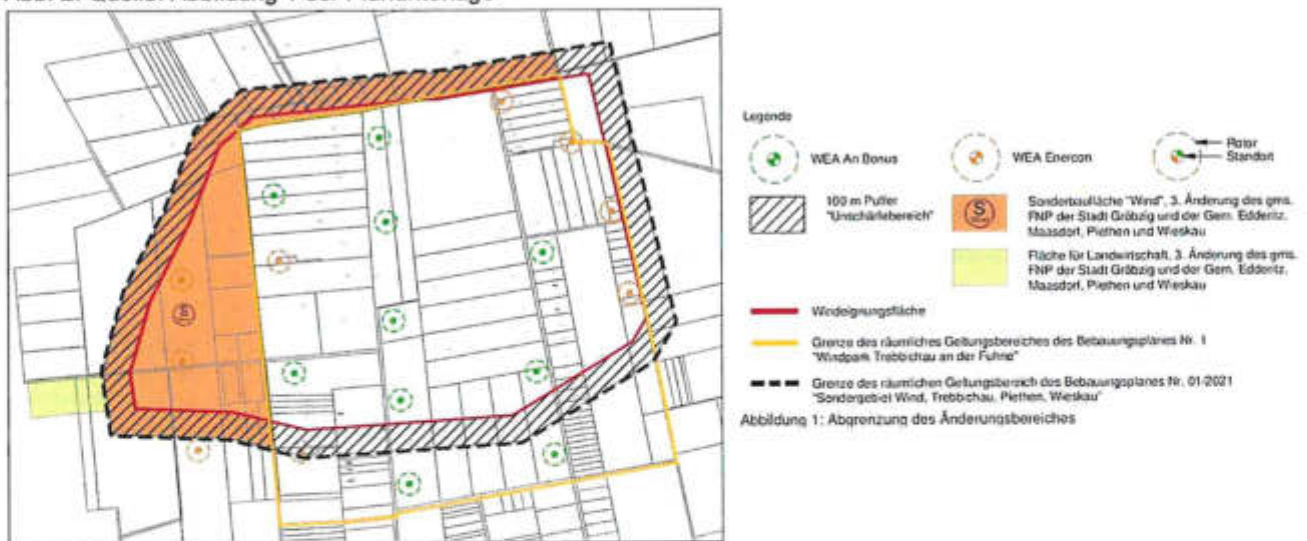 Legende
WEA An Bonus
WEA Enercon
Rotor
Standort
100 m Puffer
"Unschärfebereich"
S
Sonderbaufläche "Wind", 3. Änderung des gms.
FNP der Stadt Gröbzig und der Gem. Edderitz,
Maasdorf, Piethen und Wieskau
Fläche für Landwirtschaft, 3. Änderung des gms.
FNP der Stadt Gröbzig und der Gem. Edderitz,
Maasdorf, Piethen und Wieskau
Windeignungsfläche
Grenze des räumliches Geltungsbereiches des Bebauungsplanes Nr. 1
"Windpark Trebbichau an der Fuhne"
Grenze des räumlichen Geltungsbereich des Bebauungsplanes Nr. 01-2021
"Sondergebiet Wind, Trebbichau, Piethen, Wieskau"
Abbildung 1: Abgrenzung des Änderungsbereiches
S